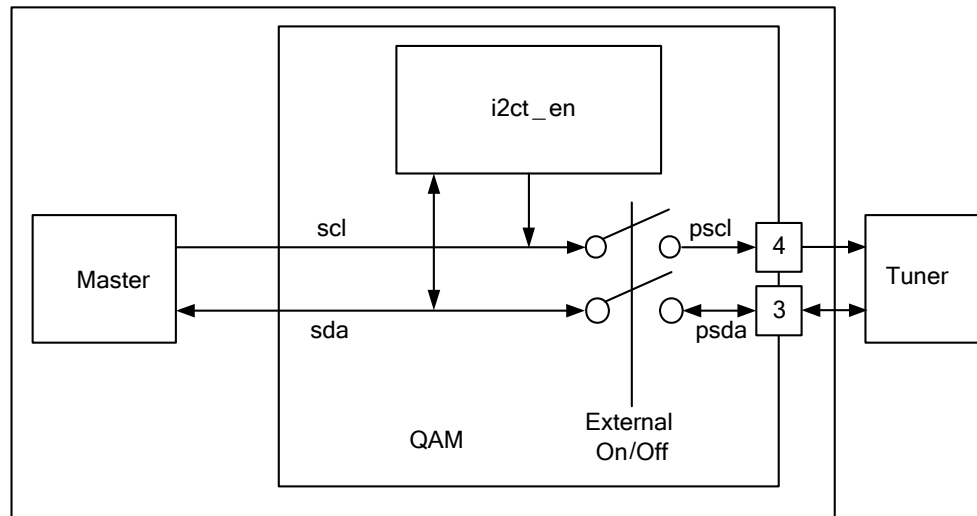 i2ct_en
scl
pscl
4
Master
Tuner
3
sda
psda
External
On/Off
QAM